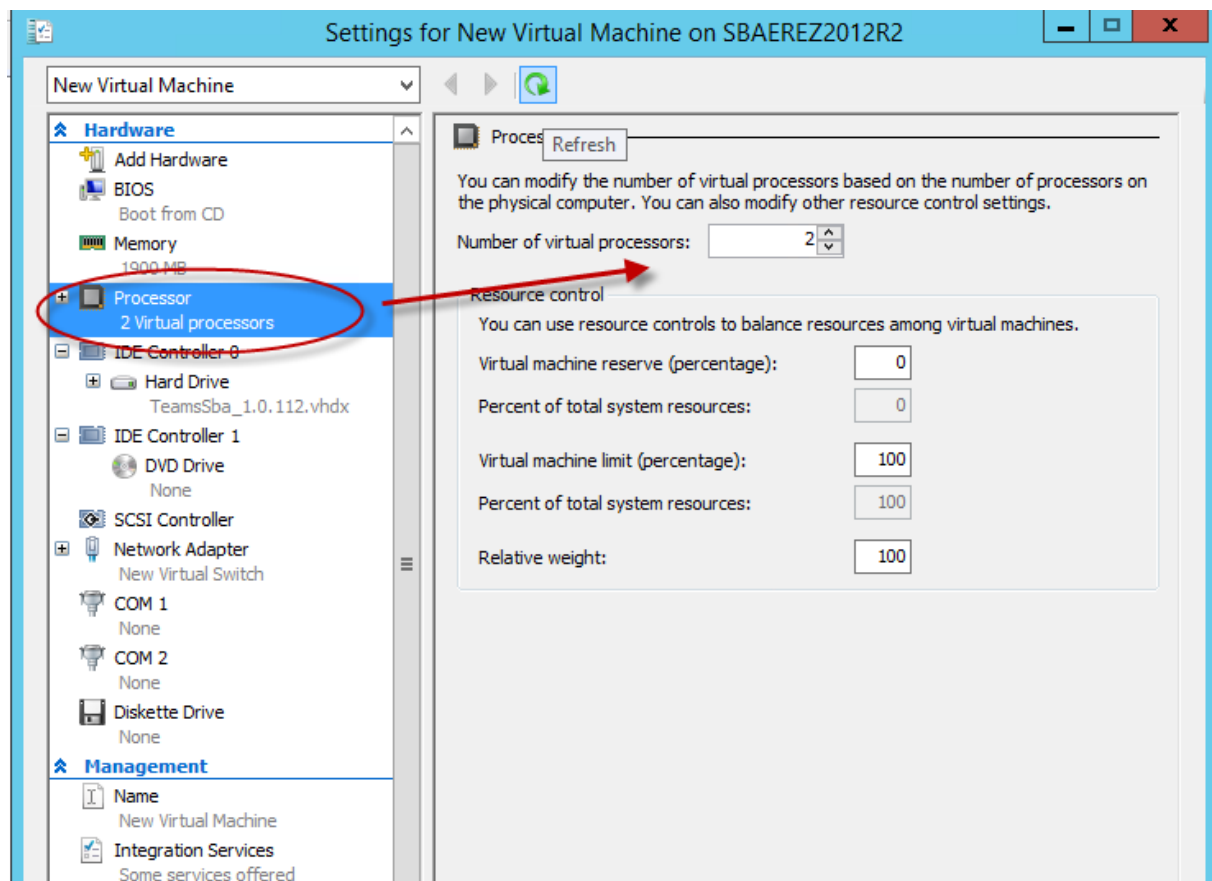 Settings for New Virtual Machine on SBAEREZ2012R2
New Virtual Machine
Hardware
Add Hardware
BIOS
Boot from CD
Memory
1900 MB
Processor
2 Virtual processors
IDE Controller 0
Hard Drive
TeamsSba_1.0.112.vhdx
IDE Controller 1
DVD Drive
None
SCSI Controller
Network Adapter
New Virtual Switch
COM 1
None
COM 2
None
Diskette Drive
None
Management
Name
New Virtual Machine
Integration Services
Some services offered
Refresh
You can modify the number of virtual processors based on the number of processors on
the physical computer. You can also modify other resource control settings.
Number of virtual processors: 2
Resource control
You can use resource controls to balance resources among virtual machines.
Virtual machine reserve (percentage): 0
Percent of total system resources: 0
Virtual machine limit (percentage): 100
Percent of total system resources: 100
Relative weight: 100